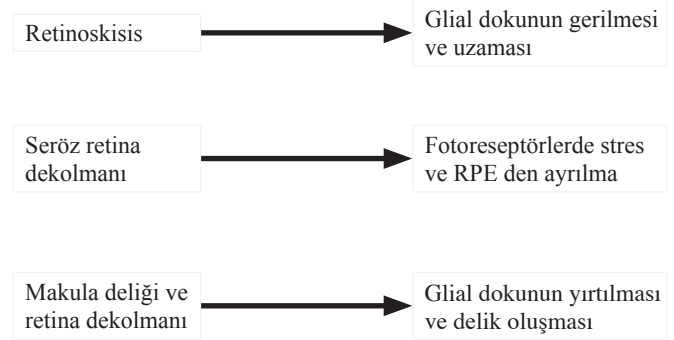 Retinoskisis
Glial dokunun gerilmesi
ve uzaması
Seröz retina
dekolmanı
Fotoreseptörlerde stres
ve RPE den ayrılma
Makula deliği ve
retina dekolmanı
Glial dokunun yırtılması
ve delik oluşması